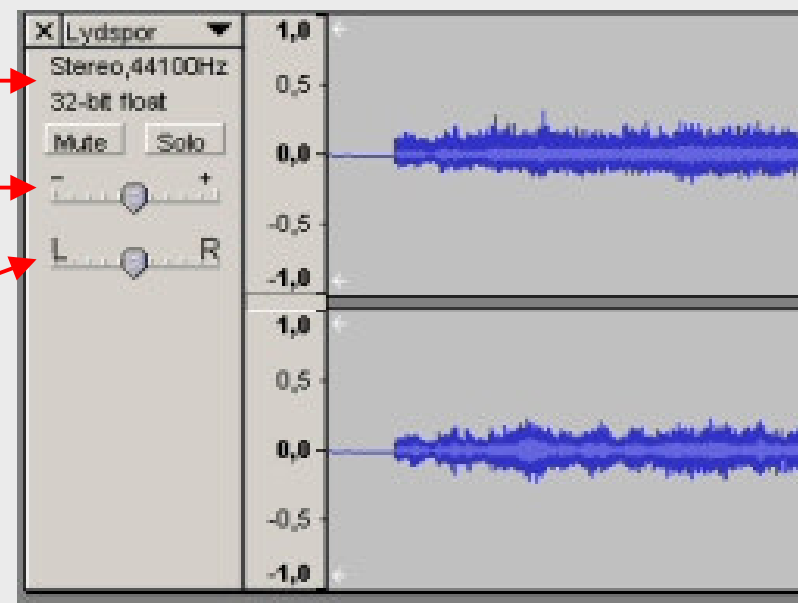 X Lydspor
Stereo,44100Hz
32-bit float
Mute Solo
- +
L R
1,0
0,5
0,0
-0,5
-1,0
1,0
0,5
0,0
-0,5
-1,0